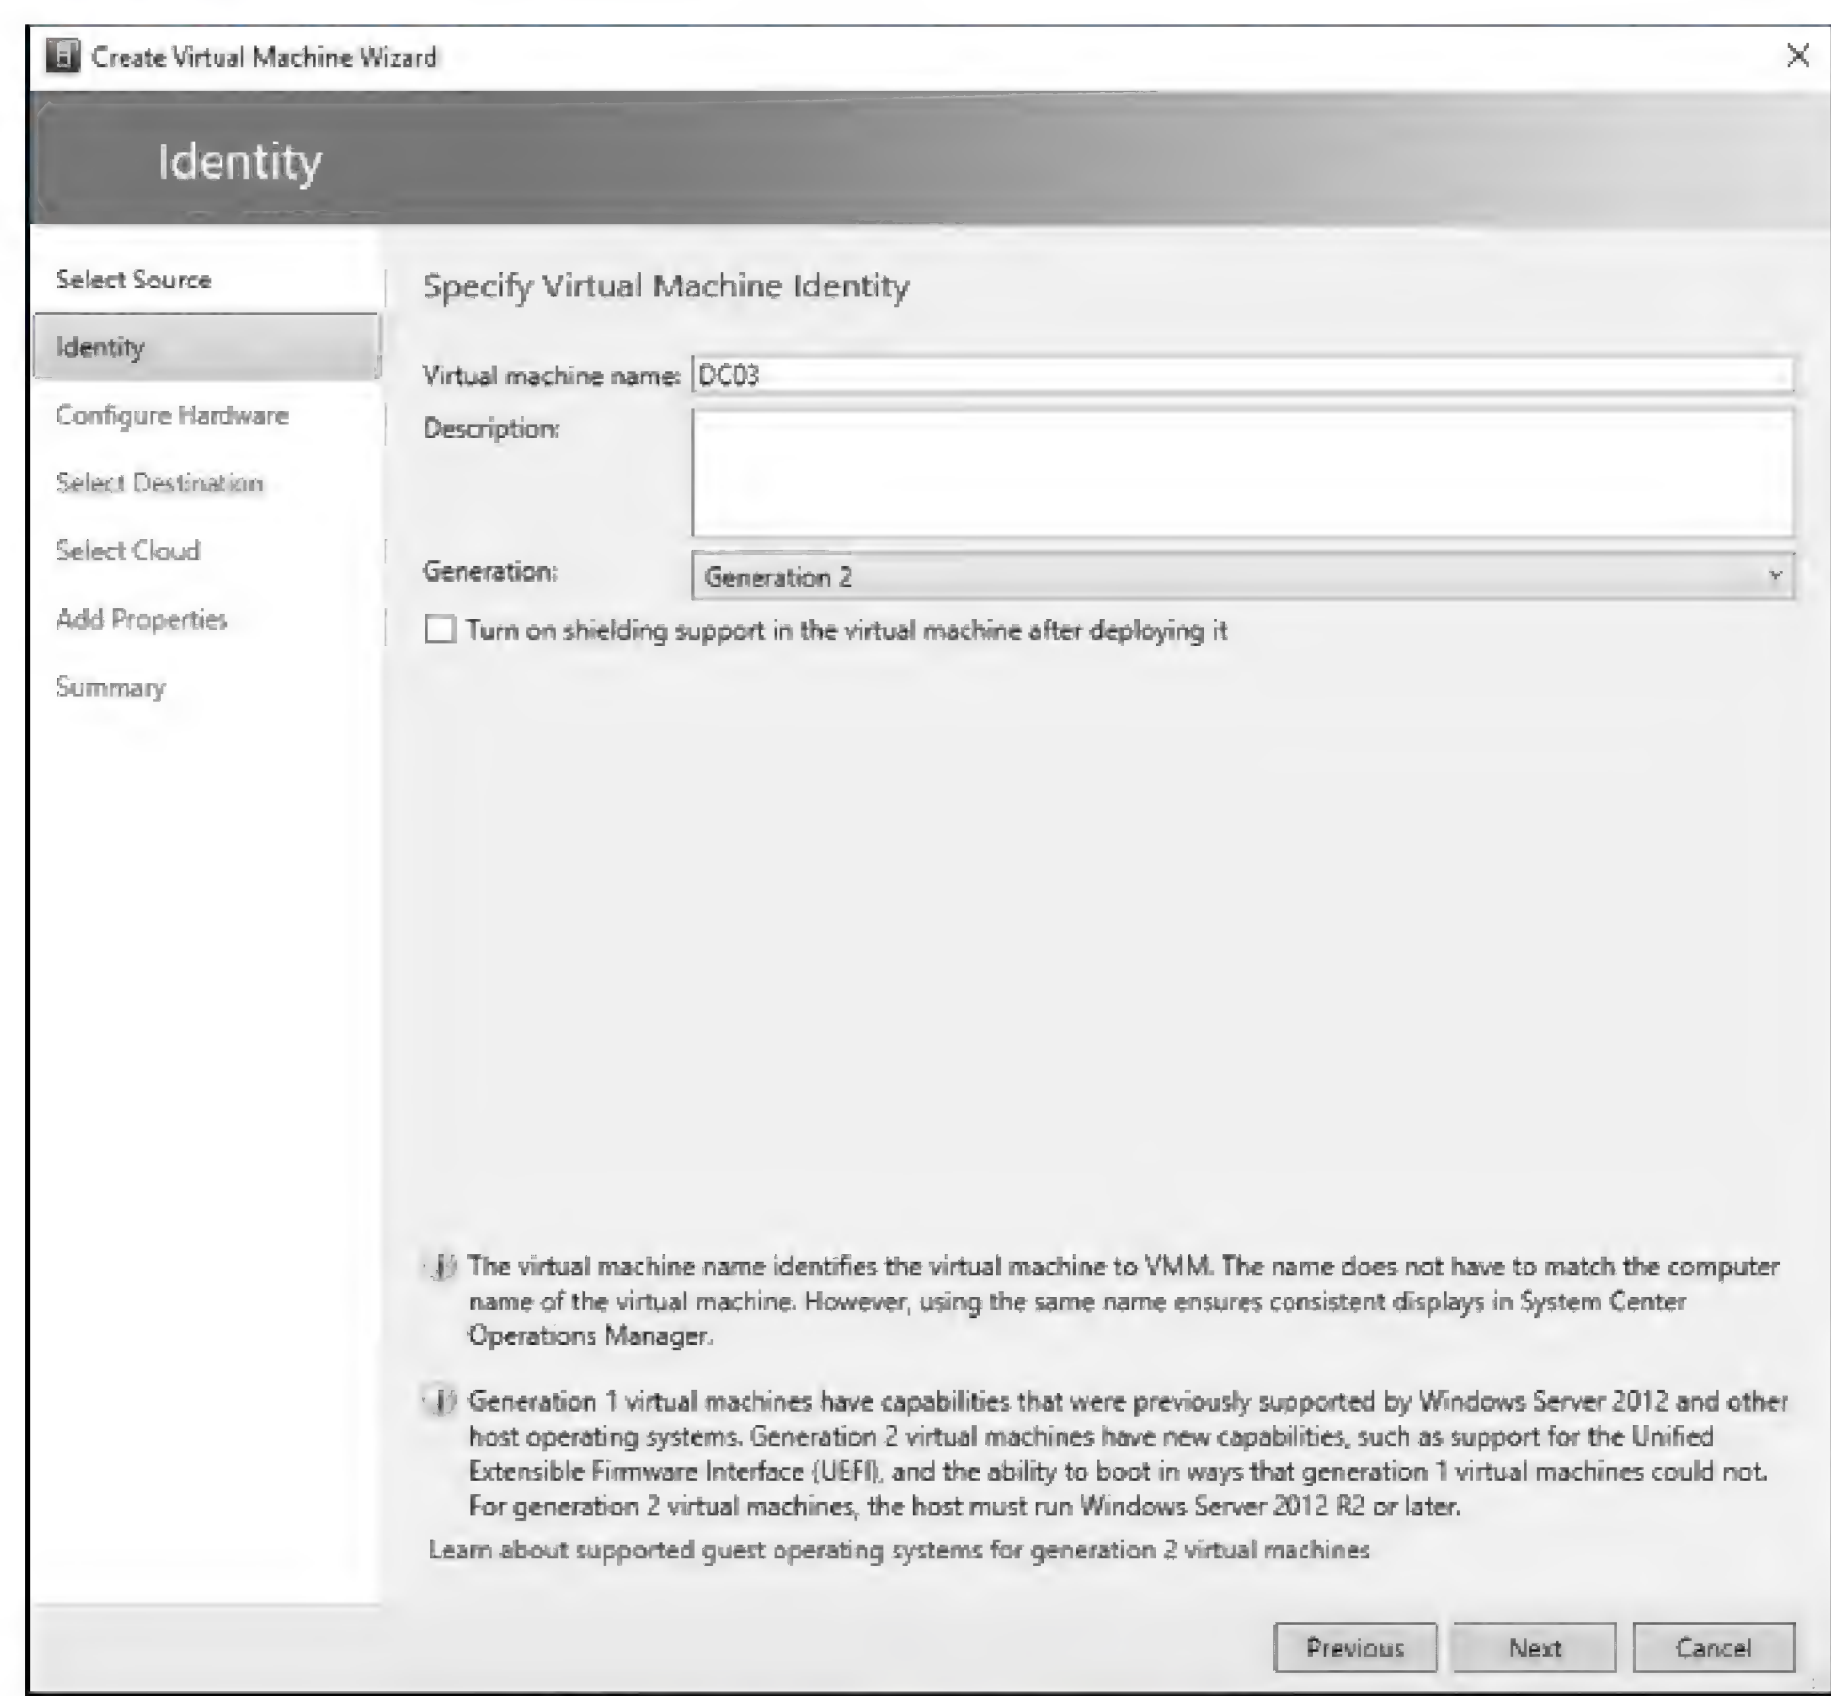 Create Virtual Machine Wizard
Identity
Select Source
Identity
Configure Hardware
Select Destination
Select Cloud
Add Properties
Summary
Specify Virtual Machine Identity
Virtual machine name: DC03
Description:
Generation: Generation 2
Turn on shielding support in the virtual machine after deploying it
The virtual machine name identifies the virtual machine to VMM. The name does not have to match the computer
name of the virtual machine. However, using the same name ensures consistent displays in System Center
Operations Manager.
Generation 1 virtual machines have capabilities that were previously supported by Windows Server 2012 and other
host operating systems. Generation 2 virtual machines have new capabilities, such as support for the Unified
Extensible Firmware Interface (UEFI), and the ability to boot in ways that generation 1 virtual machines could not.
For generation 2 virtual machines, the host must run Windows Server 2012 R2 or later.
Learn about supported guest operating systems for generation 2 virtual machines
Previous Next Cancel